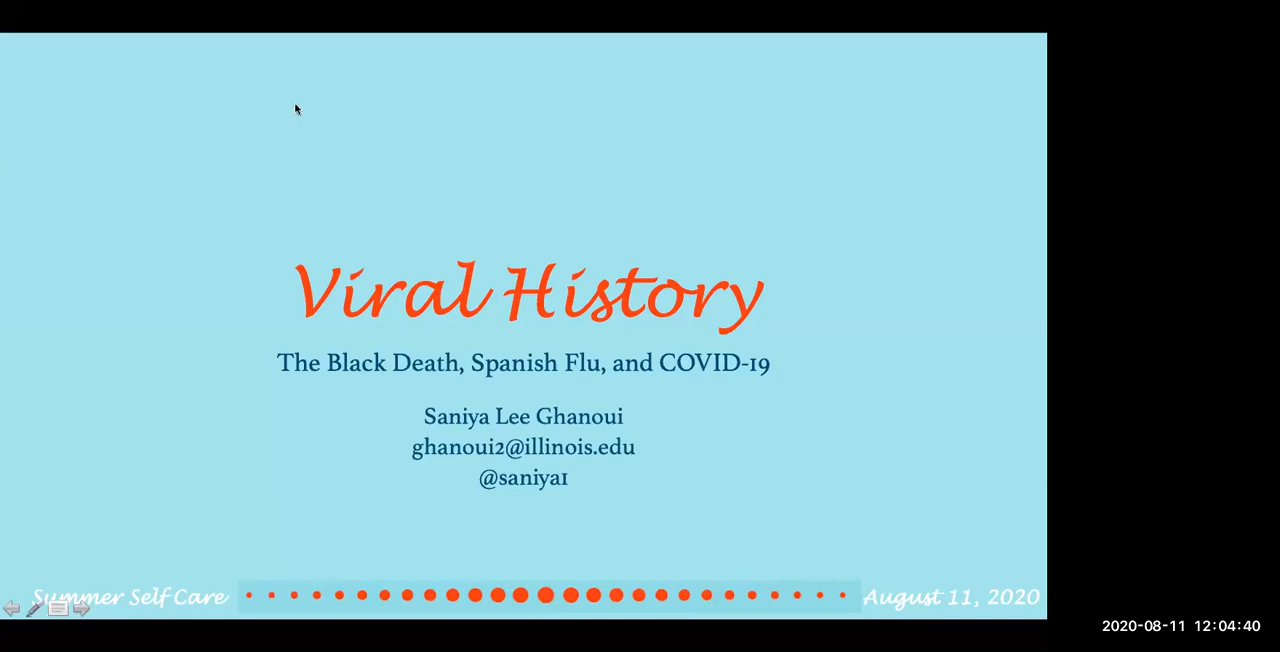 Viral History
The Black Death, Spanish Flu, and COVID-19
Saniya Lee Ghanoui
ghanoui2@illinois.edu
@saniya1
Summer Self Care
August 11, 2020
2020-08-11 12:04:40